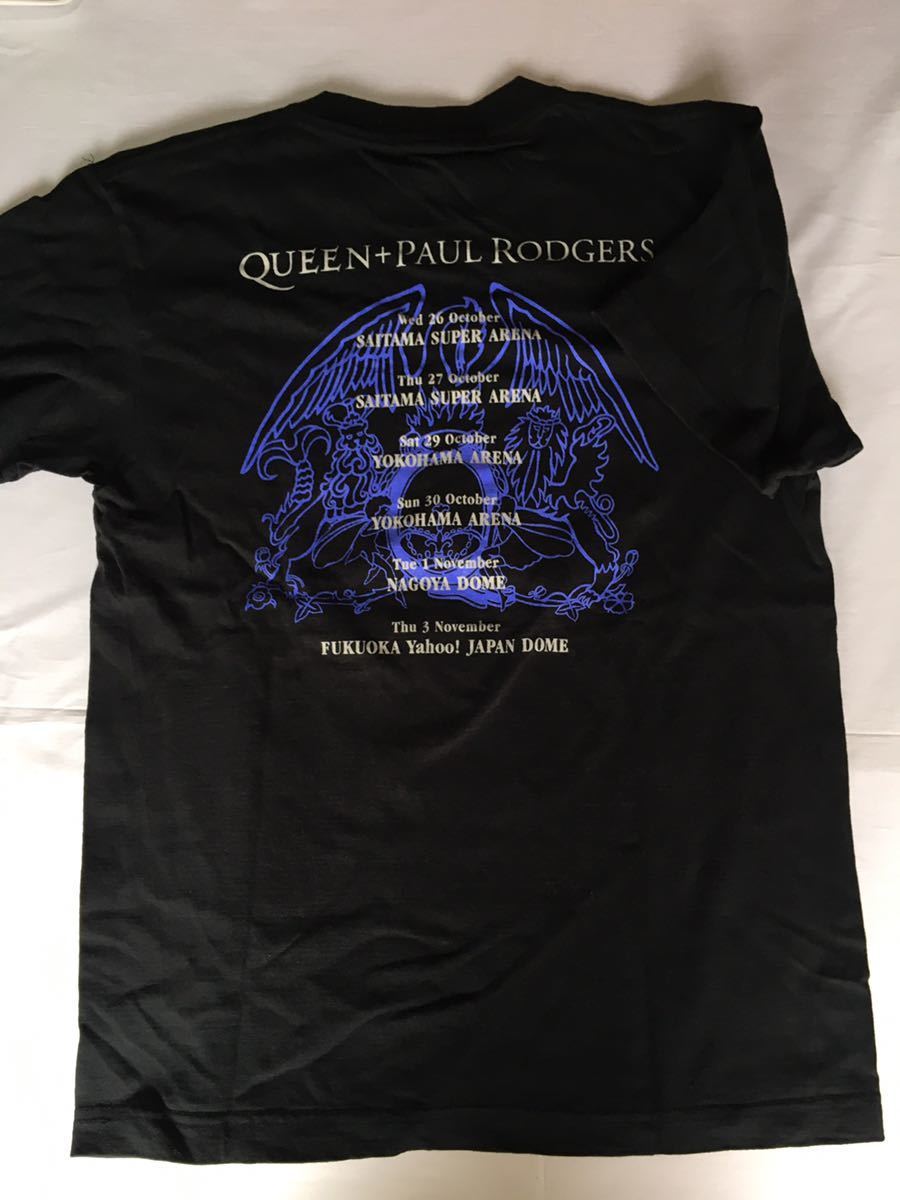 QUEEN+PAUL RODGERS
Wed 26 October
SAITAMA SUPER ARENA
Thu 27 October
SAITAMA SUPER ARENA
Sat 29 October
YOKOHAMA ARENA
Sun 30 October
YOKOHAMA ARENA
Tue 1 November
NAGOYA DOME
Thu 3 November
FUKUOKA Yahoo! JAPAN DOME